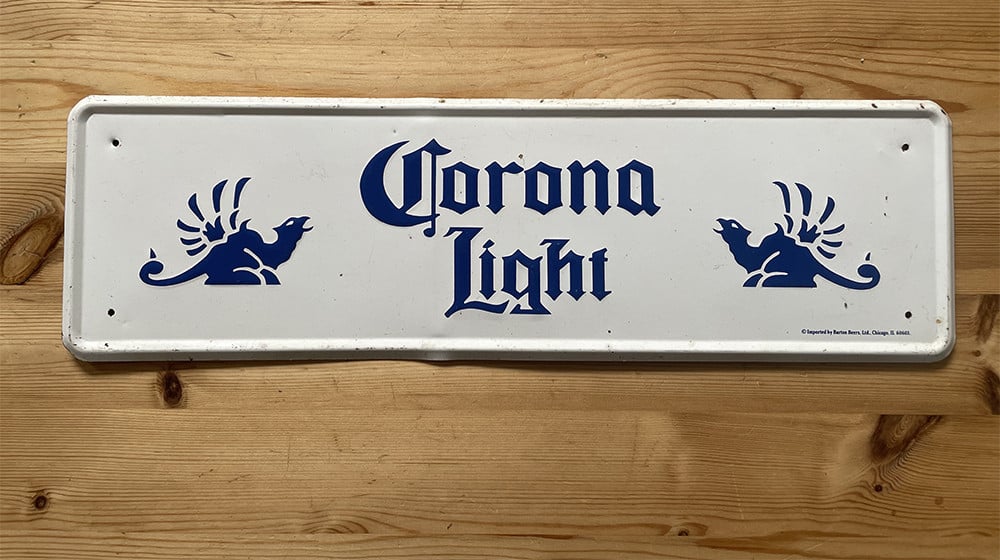 Corona
Light
© Imported by Barton Beers, Ltd., Chicago, IL 60603.